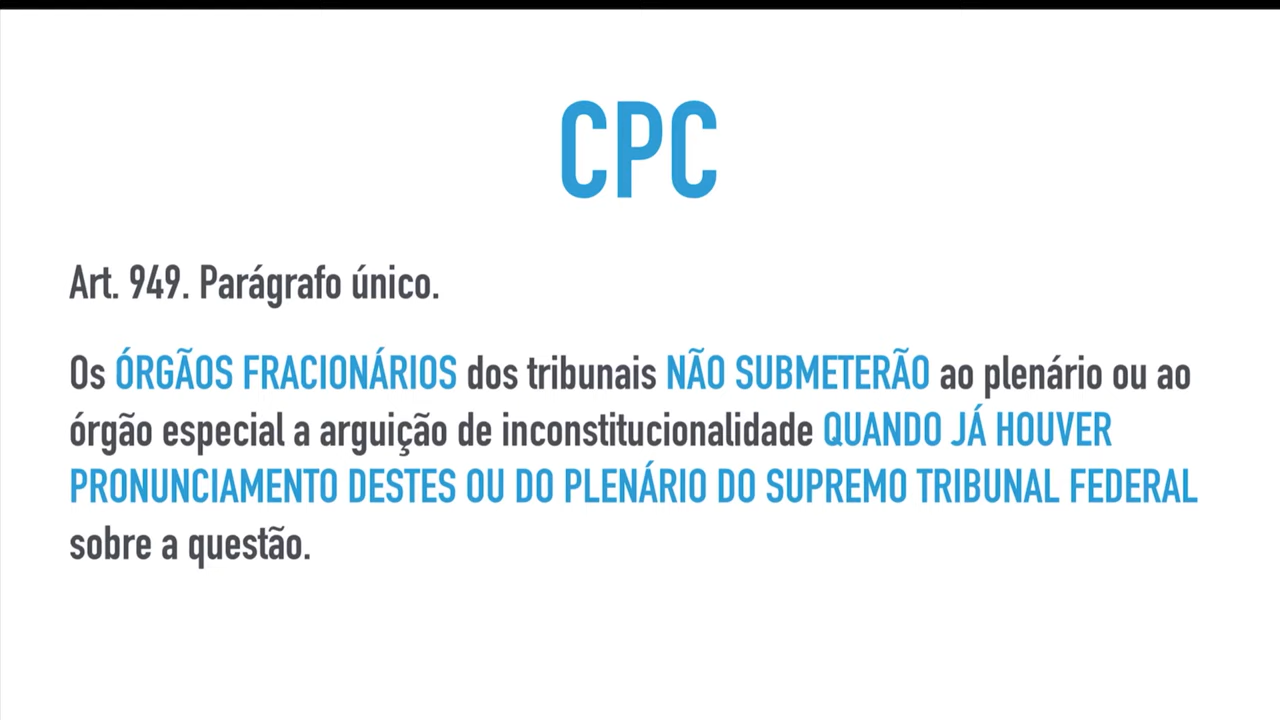 CPC
Art. 949. Parágrafo único.
Os ÓRGÃOS FRACIONÁRIOS dos tribunais NÃO SUBMETERÃO ao plenário ou ao
órgão especial a arguição de inconstitucionalidade QUANDO JÁ HOUVER
PRONUNCIAMENTO DESTES OU DO PLENÁRIO DO SUPREMO TRIBUNAL FEDERAL
sobre a questão.